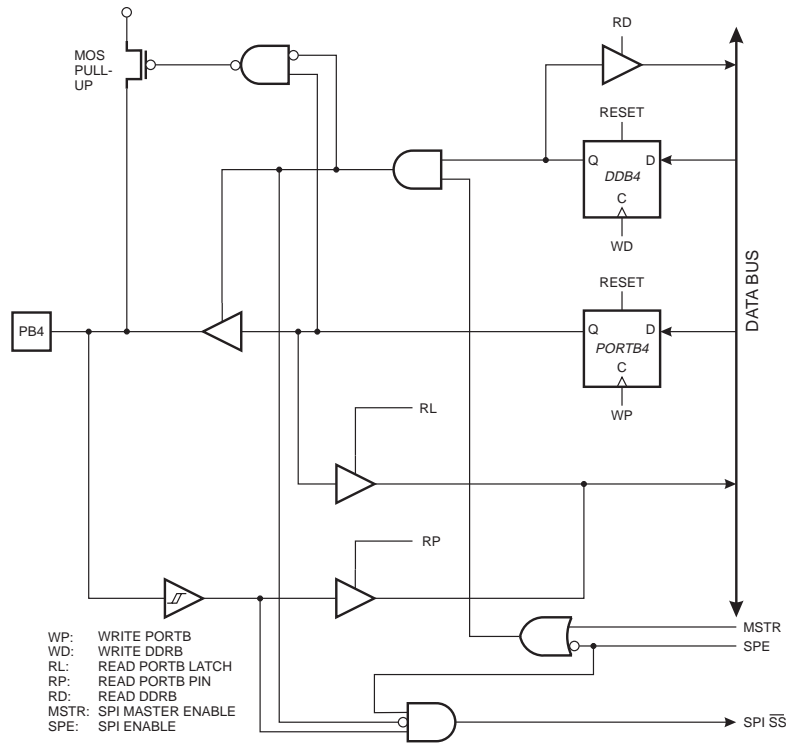 RD
MOS
PULL-
UP
RESET
Q
D
DDB4
C
WD
RESET
DATA BUS
PB4
Q
D
PORTB4
C
WP
RL
RP
WP: WRITE PORTB
WD: WRITE DDRB
RL: READ PORTB LATCH
RP: READ PORTB PIN
RD: READ DDRB
MSTR: SPI MASTER ENABLE
SPE: SPI ENABLE
MSTR
SPE
SPI S̅S̅